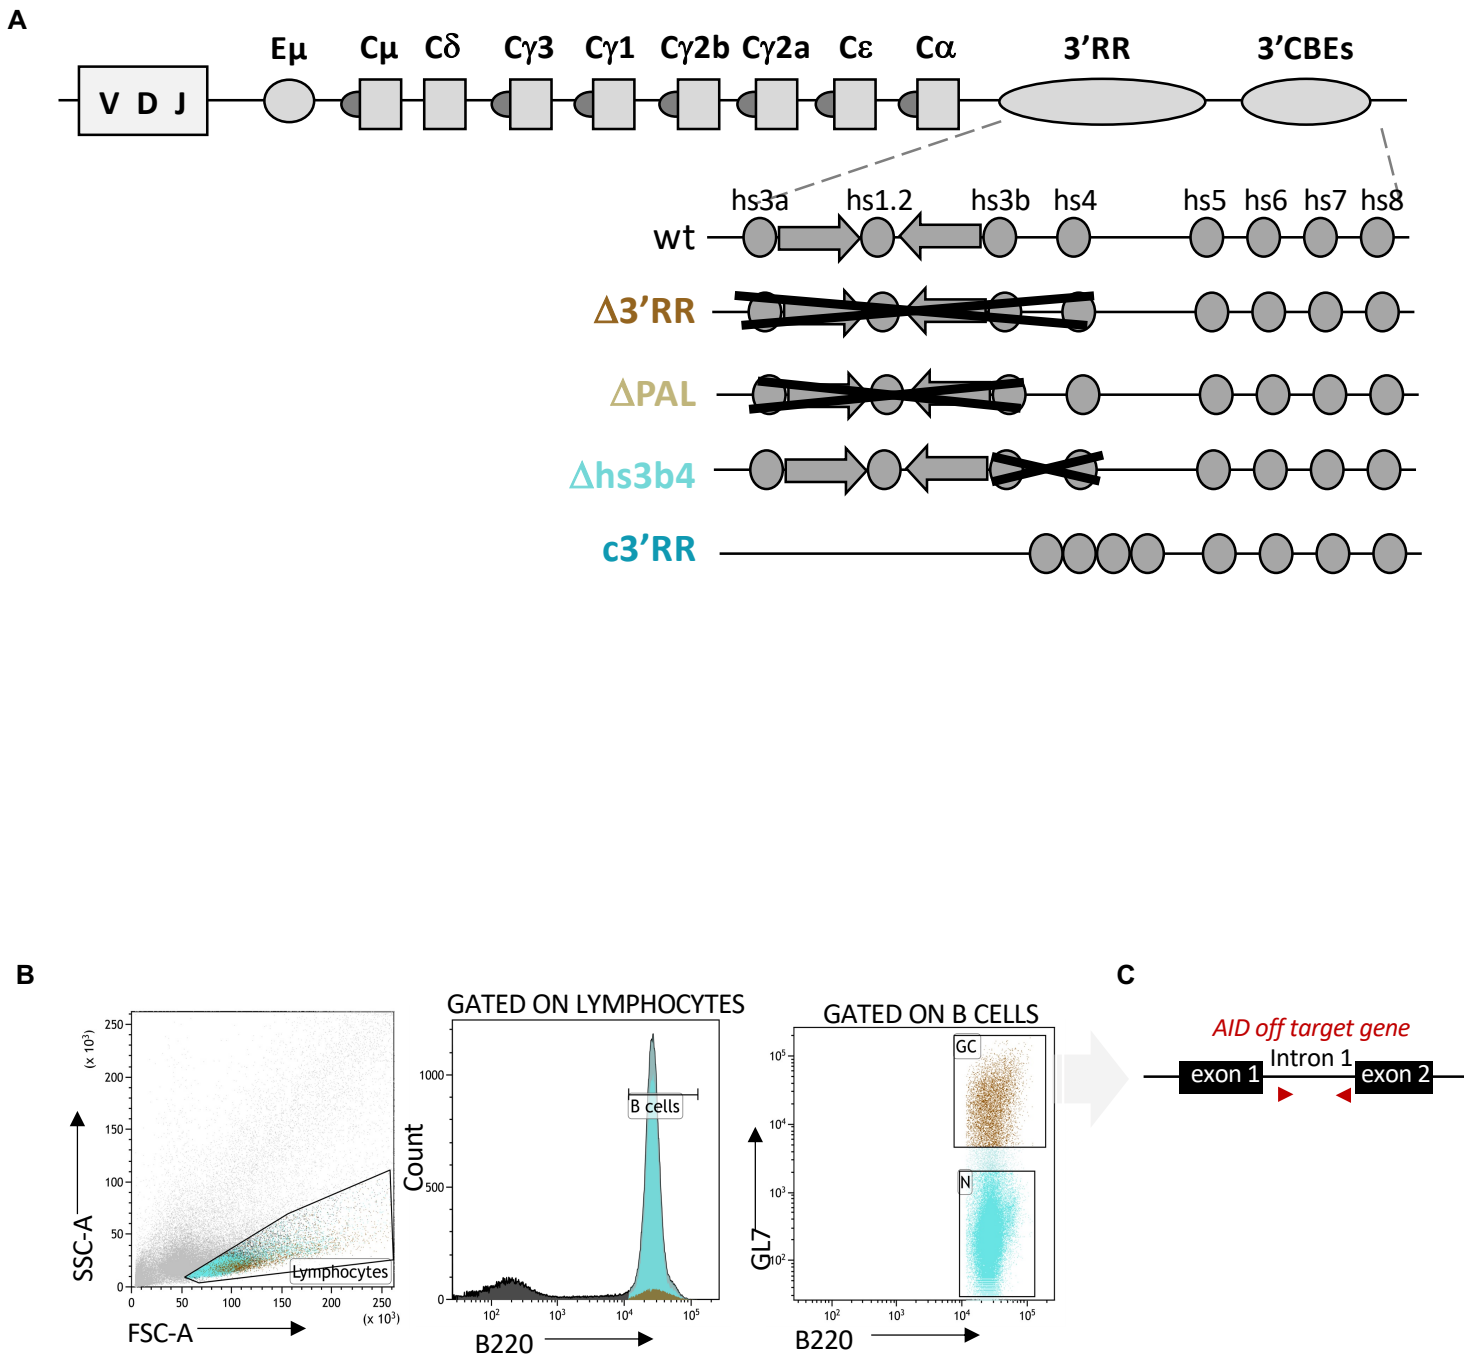 A
Eμ Cμ Cδ Cγ3 Cγ1 Cγ2b Cγ2a Cε Cα 3’RR 3’CBEs
V D J
hs3a hs1.2 hs3b hs4 hs5 hs6 hs7 hs8
wt
Δ3’RR
ΔPAL
Δhs3b4
c3’RR
B
C
GATED ON LYMPHOCYTES
GATED ON B CELLS
AID off target gene
Intron 1
exon 1
exon 2
250
200
150
100
50
0
(x 10³)
SSC-A
Lymphocytes
0 50 100 150 200 250
(x 10³)
FSC-A
1000
500
0
Count
B cells
10² 10³ 10⁴ 10⁵
B220
10⁵
10⁴
10³
10²
GL7
GC
N
10² 10³ 10⁴ 10⁵
B220